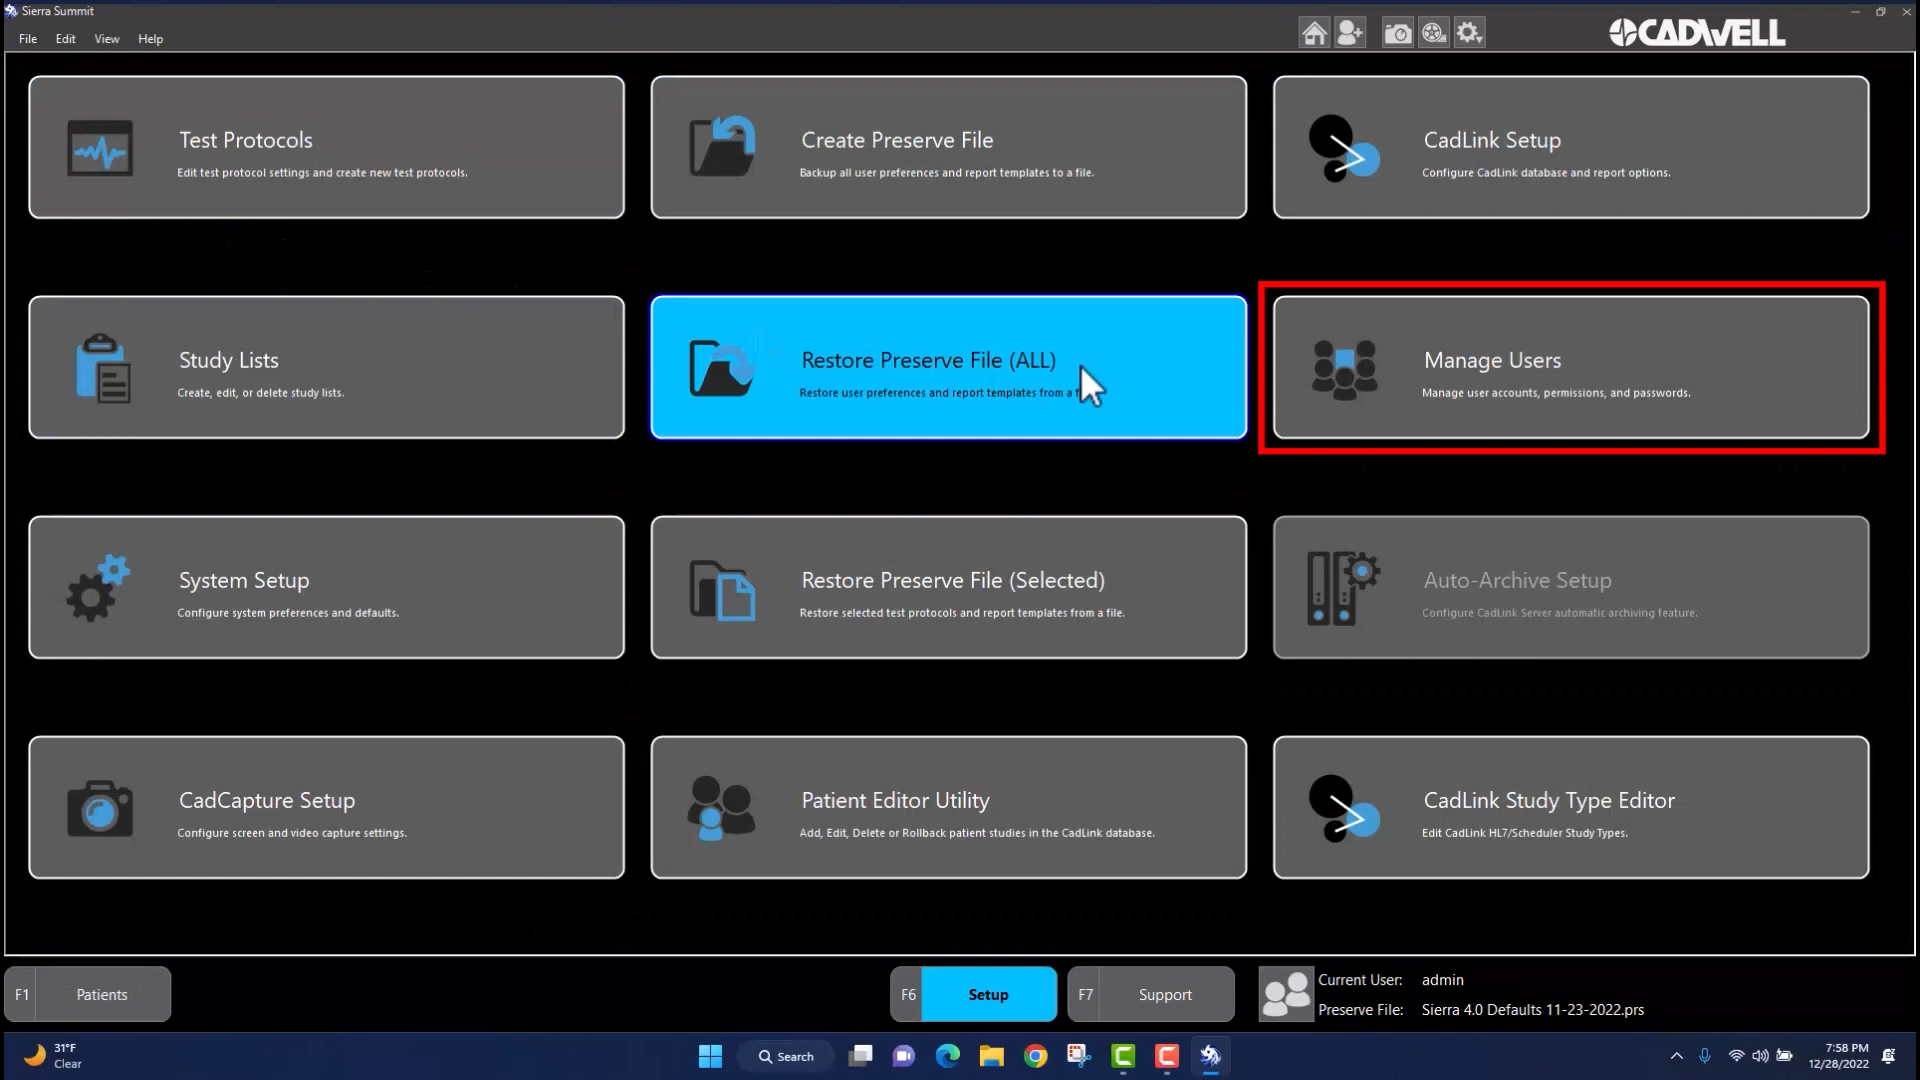 Sierra Summit
File Edit View Help
CADWELL
Test Protocols
Edit test protocol settings and create new test protocols.
Create Preserve File
Backup all user preferences and report templates to a file.
CadLink Setup
Configure CadLink database and report options.
Study Lists
Create, edit, or delete study lists.
Restore Preserve File (ALL)
Restore user preferences and report templates from a f
Manage Users
Manage user accounts, permissions, and passwords.
System Setup
Configure system preferences and defaults.
Restore Preserve File (Selected)
Restore selected test protocols and report templates from a file.
Auto-Archive Setup
Configure CadLink Server automatic archiving feature.
CadCapture Setup
Configure screen and video capture settings.
Patient Editor Utility
Add, Edit, Delete or Rollback patient studies in the CadLink database.
CadLink Study Type Editor
Edit CadLink HL7/Scheduler Study Types.
F1 Patients
F6 Setup
F7 Support
Current User: admin
Preserve File: Sierra 4.0 Defaults 11-23-2022.prs
31°F
Clear
Search
7:58 PM
12/28/2022